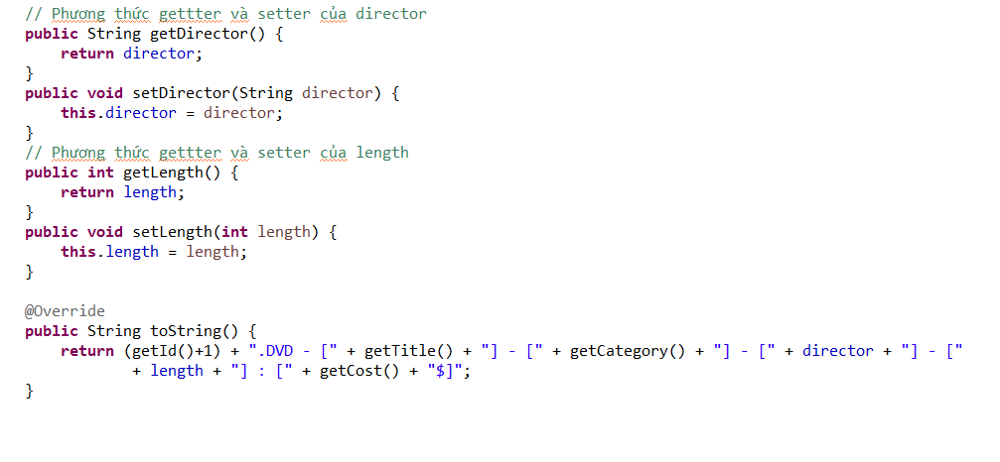 // Phương thức gettter và setter của director
public String getDirector() {
    return director;
}
public void setDirector(String director) {
    this.director = director;
}
// Phương thức gettter và setter của length
public int getLength() {
    return length;
}
public void setLength(int length) {
    this.length = length;
}

@Override
public String toString() {
    return (getId()+1) + ".DVD - [" + getTitle() + "] - [" + getCategory() + "] - [" + director + "] - ["
            + length + "] : [" + getCost() + "$]";
}